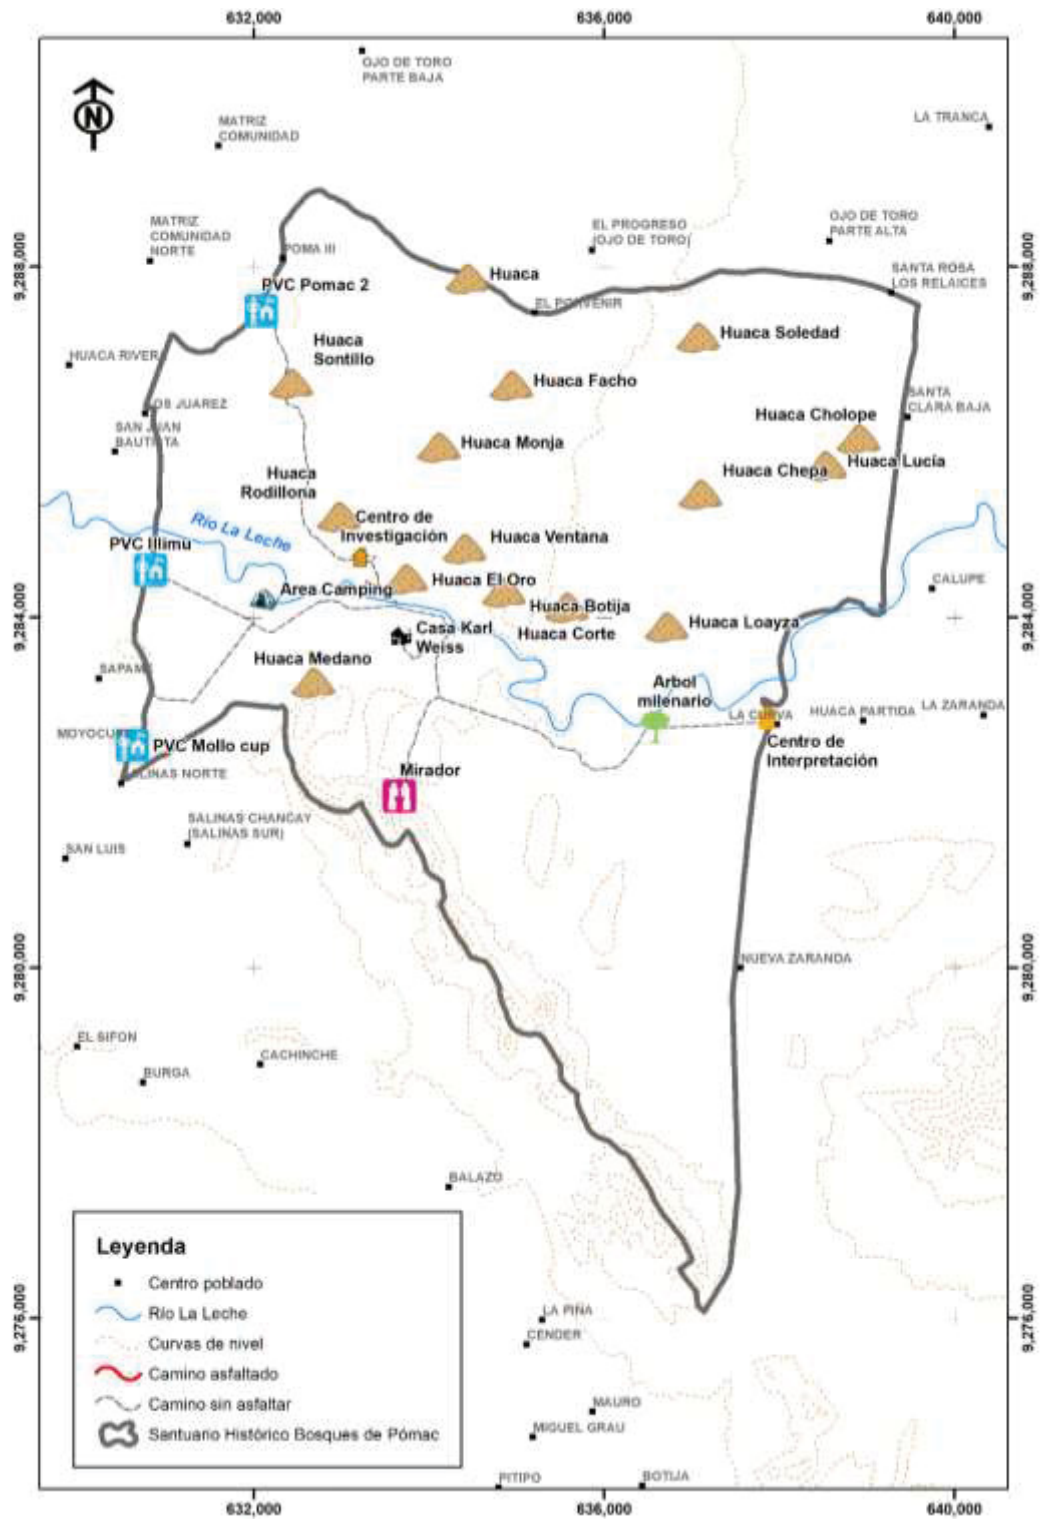 632,000
636,000
640,000
OJO DE TORO
PARTE BAJA
LA TRANCA
MATRIZ
COMUNIDAD
N
MATRIZ
COMUNIDAD
NORTE
EL PROGRESO
(OJO DE TORO)
OJO DE TORO
PARTE ALTA
POMA III
9,288,000
9,288,000
SANTA ROSA
LOS RELAICES
Huaca
PVC Pomac 2
EL PORVENIR
Huaca Soledad
Huaca
Sontillo
HUACA RIVERA
Huaca Facho
OS JUAREZ
SANTA
CLARA BAJA
Huaca Cholope
SAN JUAN
BAUTISTA
Huaca Monja
Huaca Lucía
Huaca Chepa
Huaca
Rodillona
Centro de
Investigación
Río La Leche
Huaca Ventana
PVC Illimu
Huaca El Oro
Area Camping
CALUPE
Huaca Botija
9,284,000
9,284,000
Huaca Loayza
Casa Karl
Weiss
Huaca Corte
Huaca Medano
SAPAME
Arbol
milenario
LA ZARANDA
HUACA PARTIDA
LA CURVA
MOYOCUPE
PVC Mollo cup
Centro de
Interpretación
ALINAS NORTE
Mirador
SALINAS CHANCAY
(SALINAS SUR)
SAN LUIS
9,280,000
9,280,000
NUEVA ZARANDA
EL SIFON
CACHINCHE
BURGA
BALAZO
Leyenda
Centro poblado
Río La Leche
Curvas de nivel
Camino asfaltado
Camino sin asfaltar
Santuario Histórico Bosques de Pómac
LA PIÑA
CENDER
9,276,000
9,276,000
MAURO
MIGUEL GRAU
PITIPO
BOTIJA
632,000
636,000
640,000